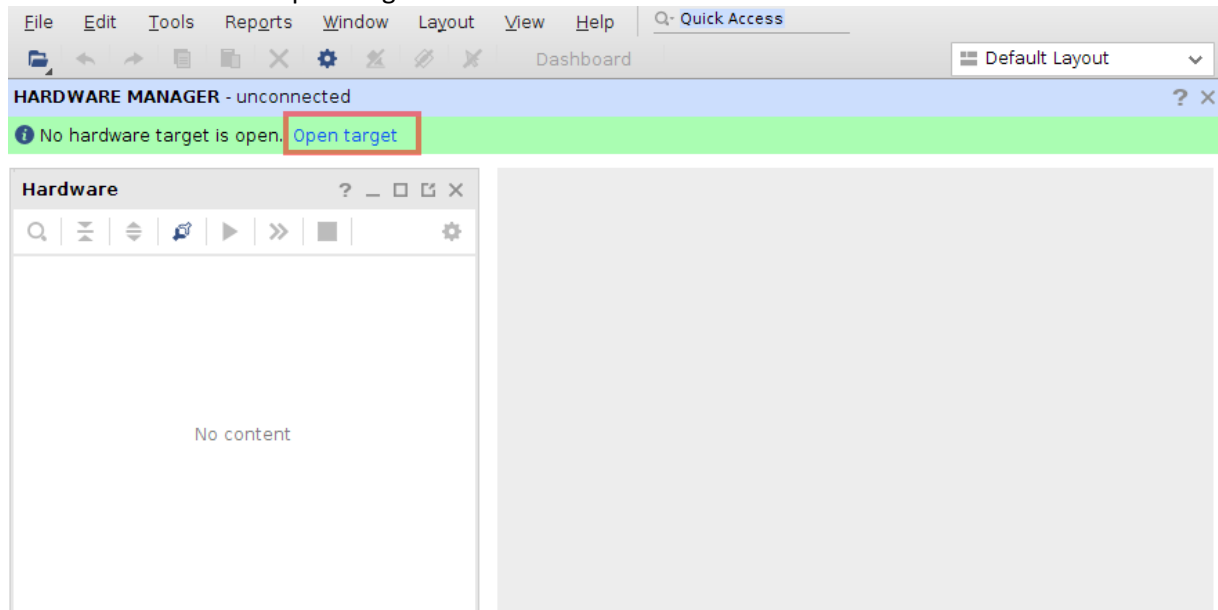 File Edit Tools Reports Window Layout View Help Quick Access
Dashboard Default Layout
HARDWARE MANAGER - unconnected ?
No hardware target is open. Open target
Hardware ?
No content